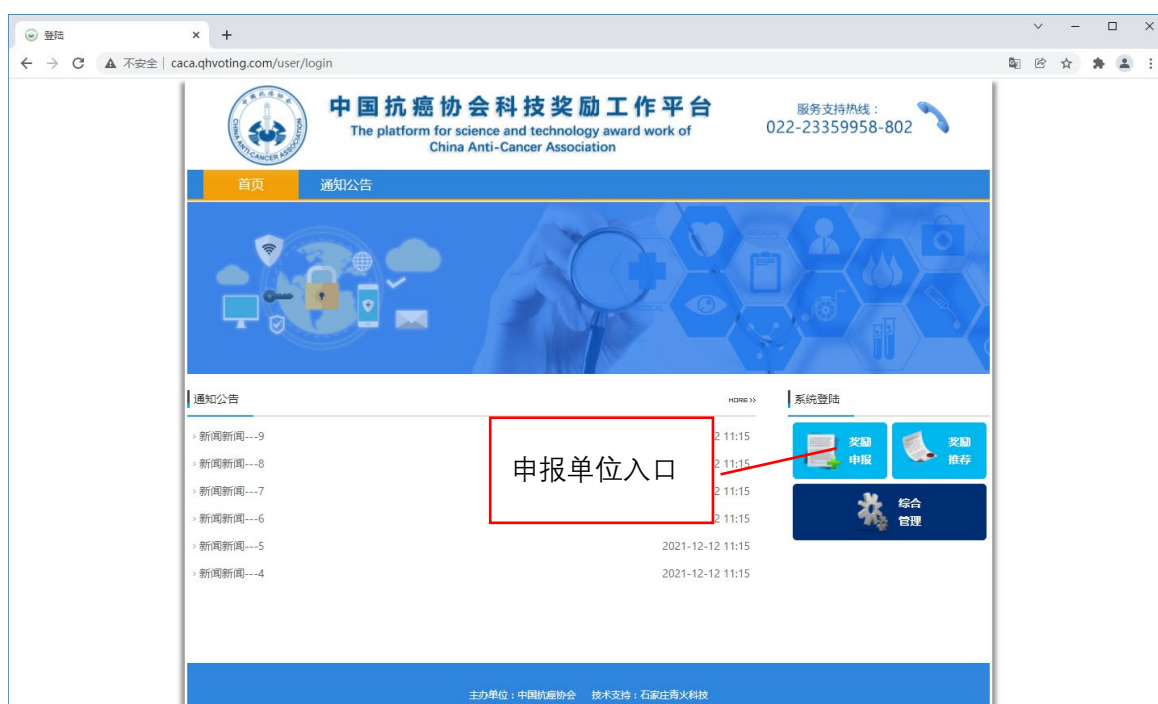 登陆
不安全 | caca.qhvoting.com/user/login
CHINA ANTI-CANCER ASSOCIATION
中国抗癌协会科技奖励工作平台
The platform for science and technology award work of
China Anti-Cancer Association
服务支持热线：
022-23359958-802
首页 通知公告
MEDICAL
通知公告 MORE >>
系统登陆
新闻新闻---9 2 11:15
新闻新闻---8 2 11:15
新闻新闻---7 2 11:15
新闻新闻---6 2 11:15
新闻新闻---5 2021-12-12 11:15
新闻新闻---4 2021-12-12 11:15
申报单位入口
奖励
申报
奖励
推荐
综合
管理
主办单位：中国抗癌协会 技术支持：石家庄青火科技